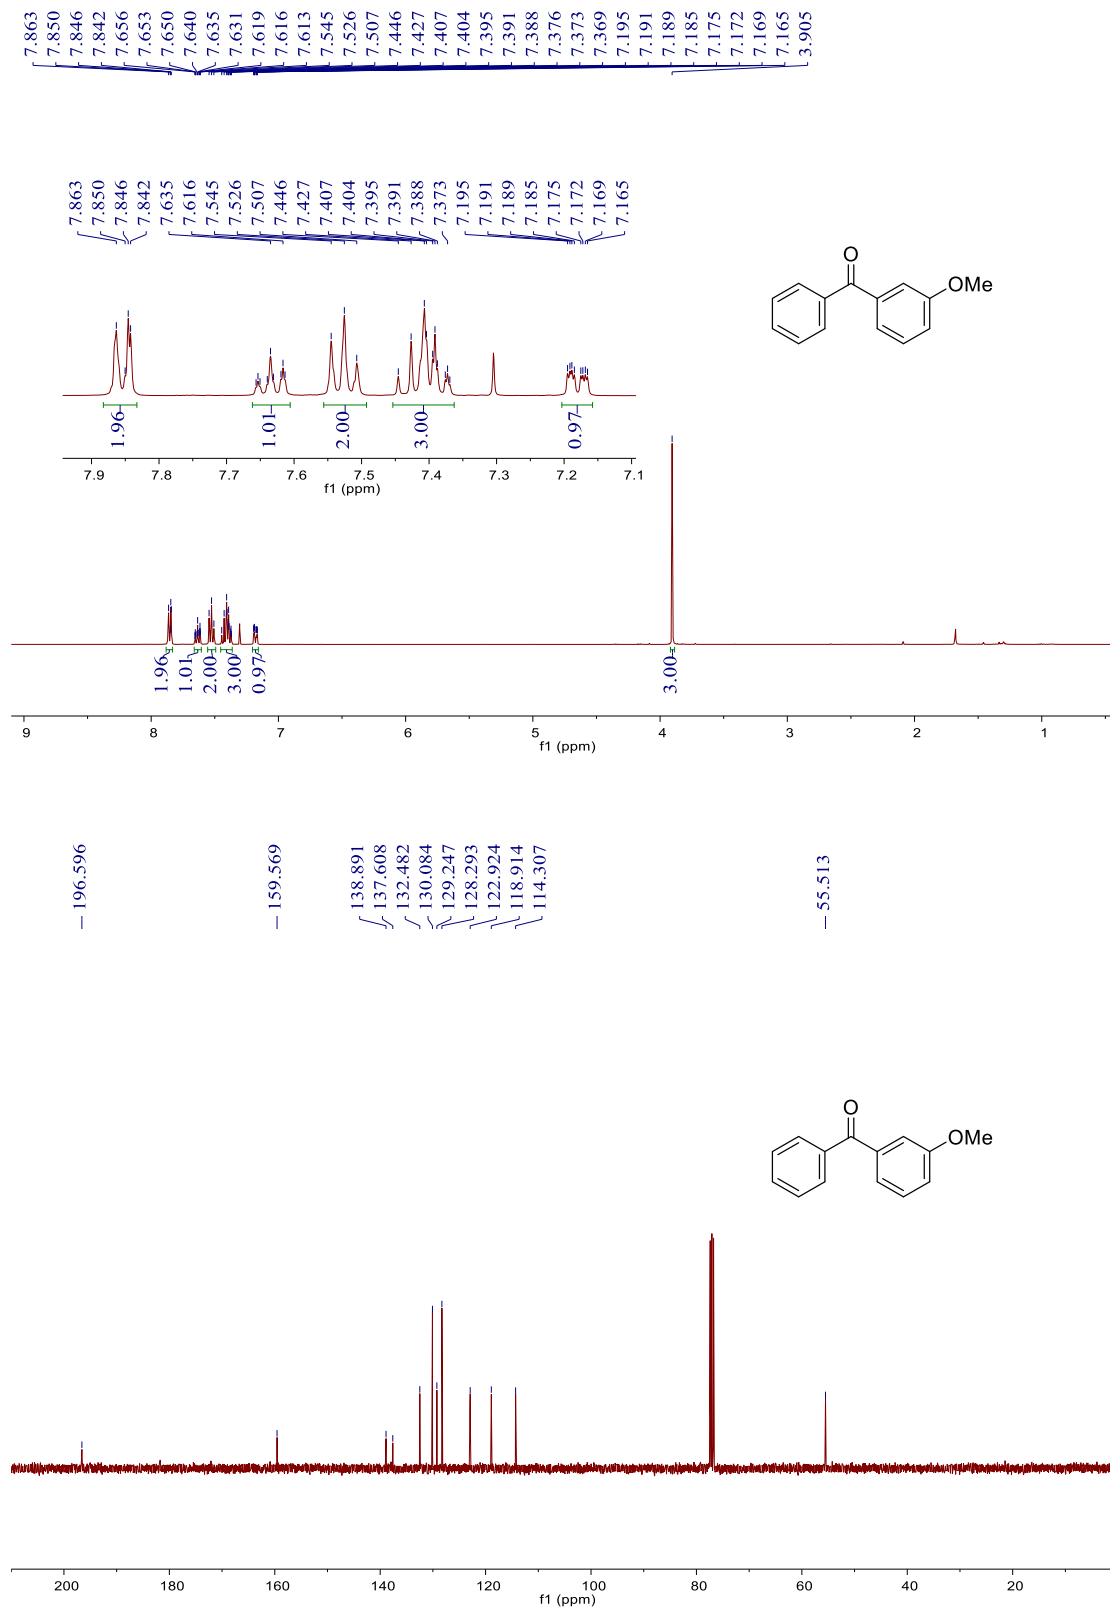 7.863 7.850 7.846 7.842 7.656 7.653 7.650 7.640 7.635 7.631 7.619 7.616 7.613 7.545 7.526 7.507 7.446 7.427 7.407 7.404 7.395 7.391 7.388 7.376 7.373 7.369 7.195 7.191 7.189 7.185 7.175 7.172 7.169 7.165 3.905
7.863 7.850 7.846 7.842 7.635 7.616 7.545 7.526 7.507 7.446 7.427 7.407 7.404 7.395 7.391 7.388 7.373 7.195 7.191 7.189 7.185 7.175 7.172 7.169 7.165
O
OMe
1.96 1.01 2.00 3.00 0.97
7.9 7.8 7.7 7.6 7.5 7.4 7.3 7.2 7.1
f1 (ppm)
1.96 1.01 2.00 3.00 0.97 3.00
9 8 7 6 5 4 3 2 1
f1 (ppm)
196.596 159.569 138.891 137.608 132.482 130.084 129.247 128.293 122.924 118.914 114.307 55.513
O
OMe
200 180 160 140 120 100 80 60 40 20
f1 (ppm)